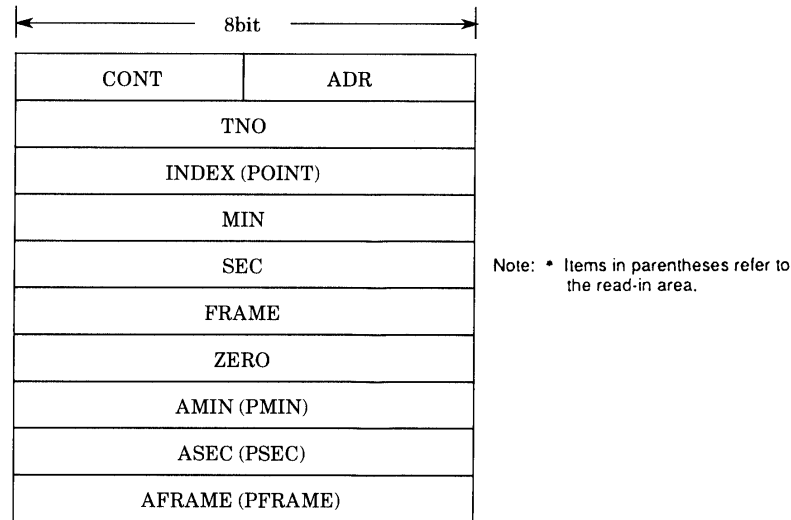 8bit
CONT ADR
TNO
INDEX (POINT)
MIN
SEC
FRAME
ZERO
AMIN (PMIN)
ASEC (PSEC)
AFRAME (PFRAME)
Note: * Items in parentheses refer to
the read-in area.